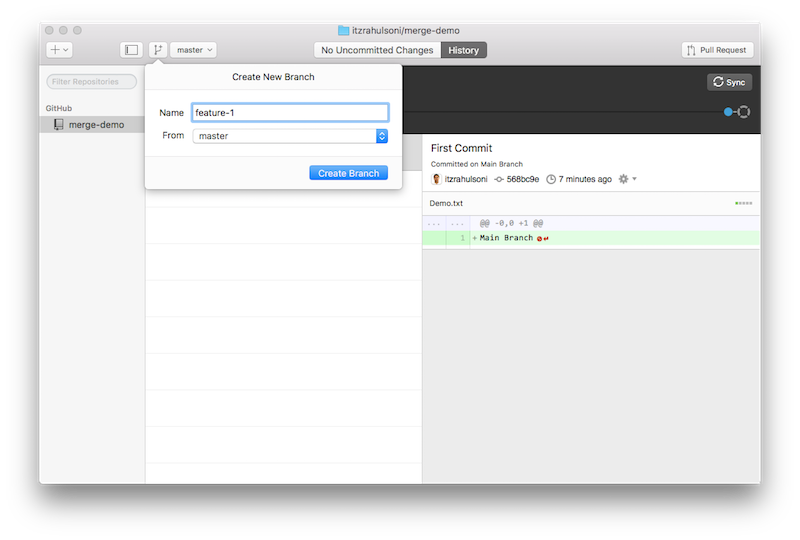 itzrahulsoni/merge-demo
master
No Uncommitted Changes
History
Pull Request
Filter Repositories
GitHub
merge-demo
Create New Branch
Name feature-1
From master
Create Branch
Sync
First Commit
Committed on Main Branch
itzrahulsoni 568bc9e 7 minutes ago
Demo.txt
... ... @@ -0,0 +1 @@
1 +Main Branch